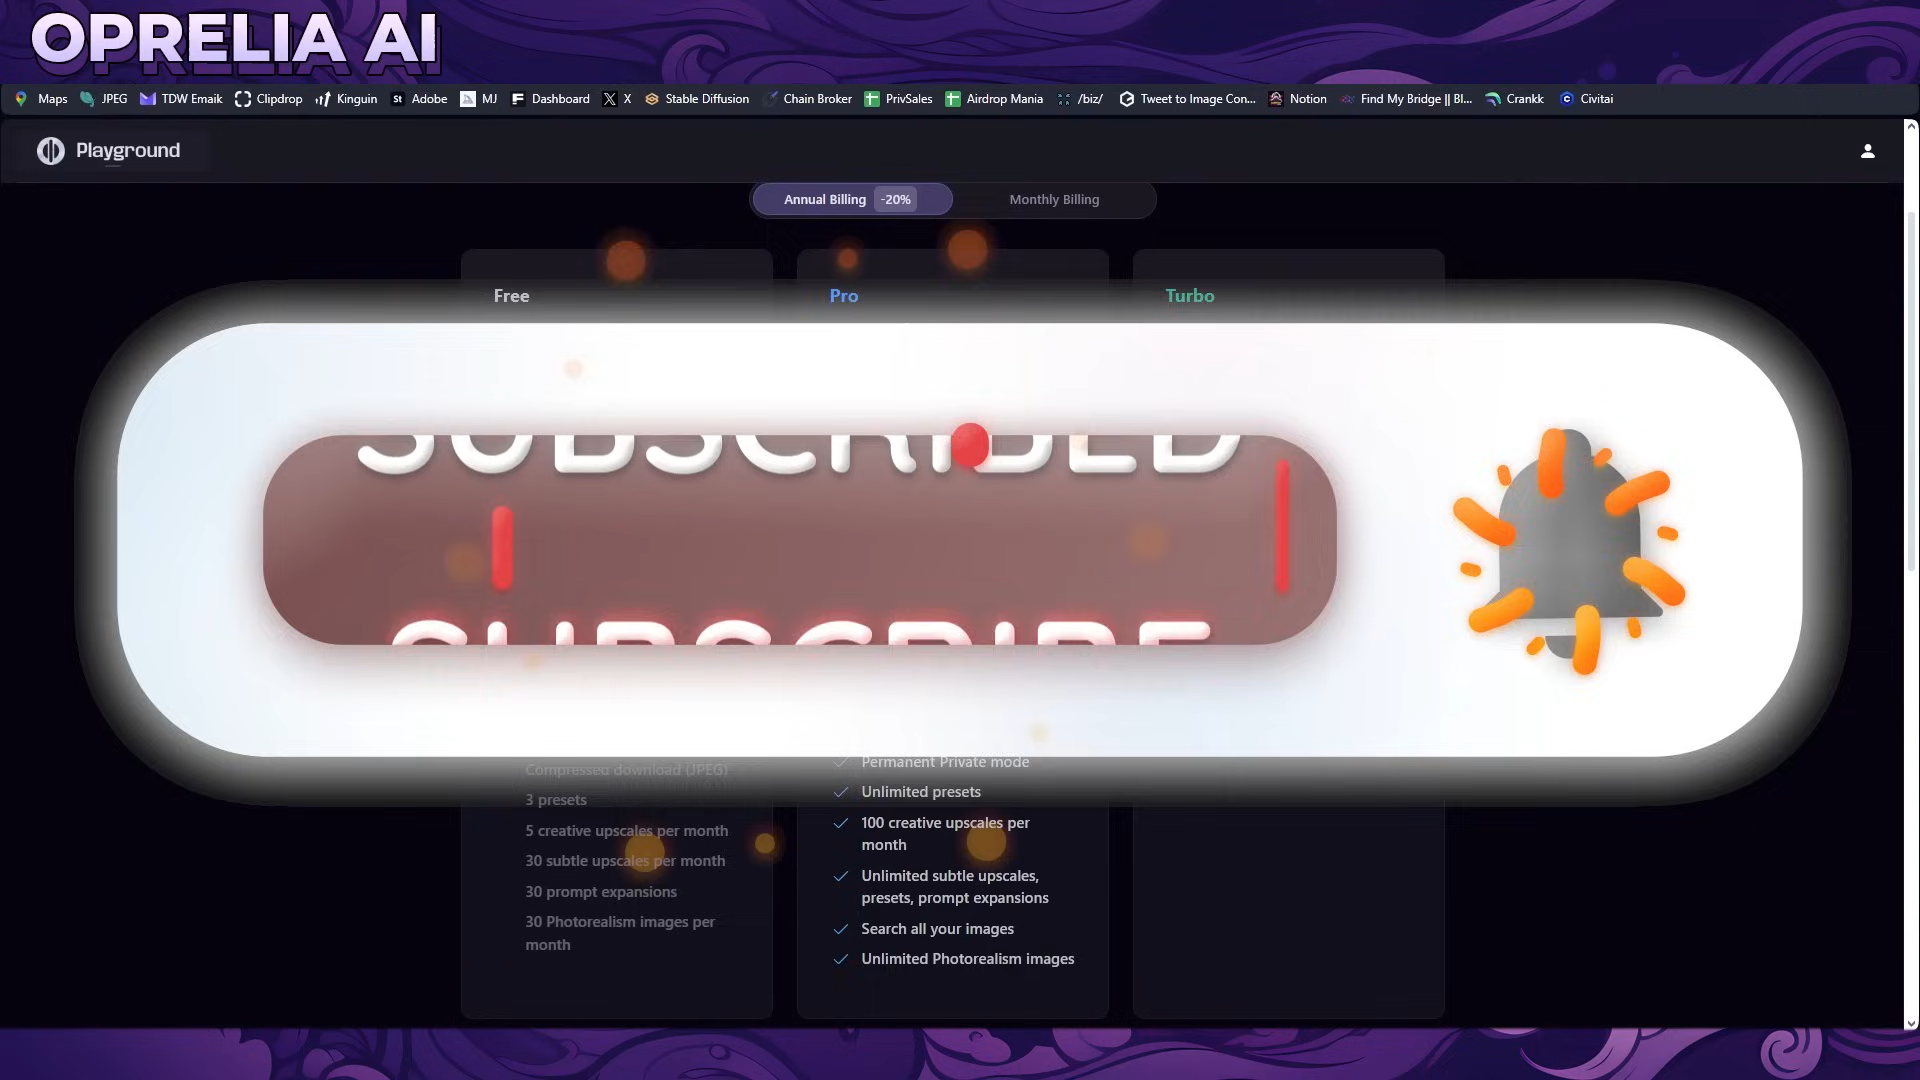 OPRELIA AI
Maps JPEG TDW Emaik Clipdrop Kinguin Adobe MJ Dashboard X Stable Diffusion Chain Broker PrivSales Airdrop Mania /biz/ Tweet to Image Con... Notion Find My Bridge || Bl... Crankk Civitai
Playground
Annual Billing -20% Monthly Billing
Free Pro Turbo
SUBSCRIBED
SUBSCRIBE
Compressed download (JPEG)
3 presets
5 creative upscales per month
30 subtle upscales per month
30 prompt expansions
30 Photorealism images per
month
Permanent Private mode
Unlimited presets
100 creative upscales per
month
Unlimited subtle upscales,
presets, prompt expansions
Search all your images
Unlimited Photorealism images